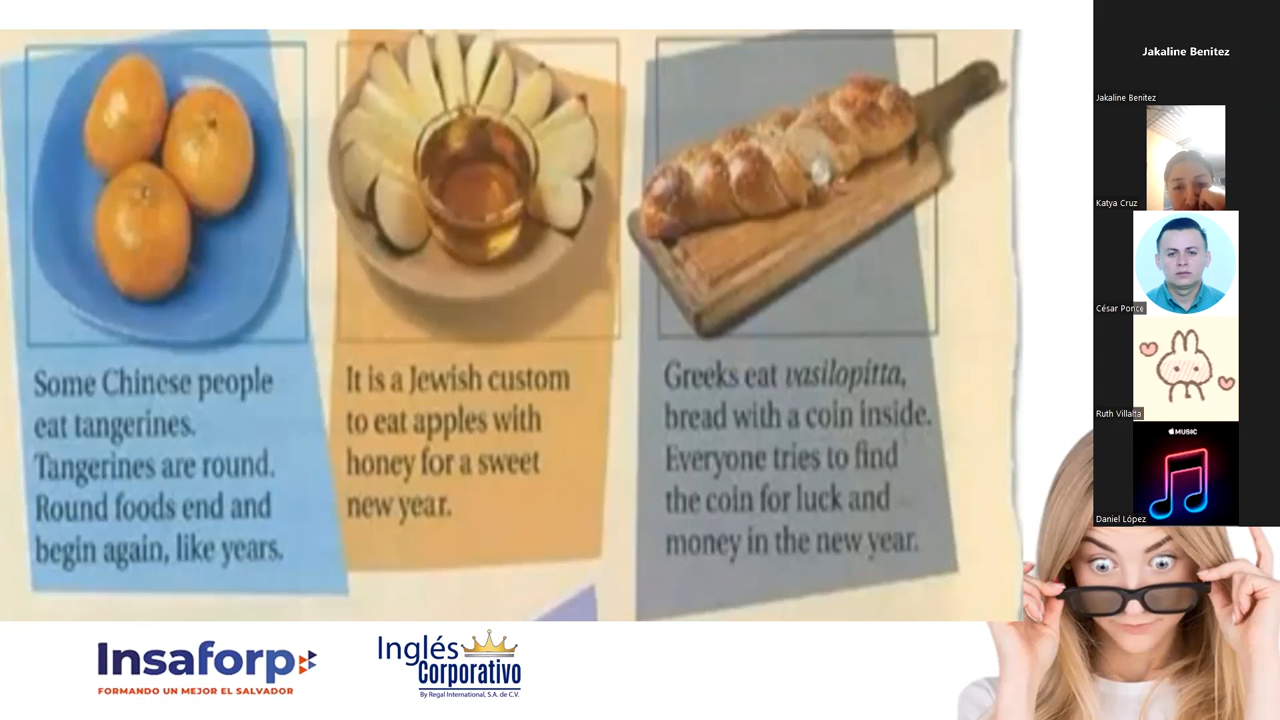 Some Chinese people
eat tangerines.
Tangerines are round.
Round foods end and
begin again, like years.
It is a Jewish custom
to eat apples with
honey for a sweet
new year.
Greeks eat vasilopitta,
bread with a coin inside.
Everyone tries to find
the coin for luck and
money in the new year.
Insaforp
FORMANDO UN MEJOR EL SALVADOR
Inglés
Corporativo
By Regal International, S.A. de C.V.
Jakaline Benitez
Jakaline Benitez
Katya Cruz
César Ponce
Ruth Villalta
MUSIC
Daniel López